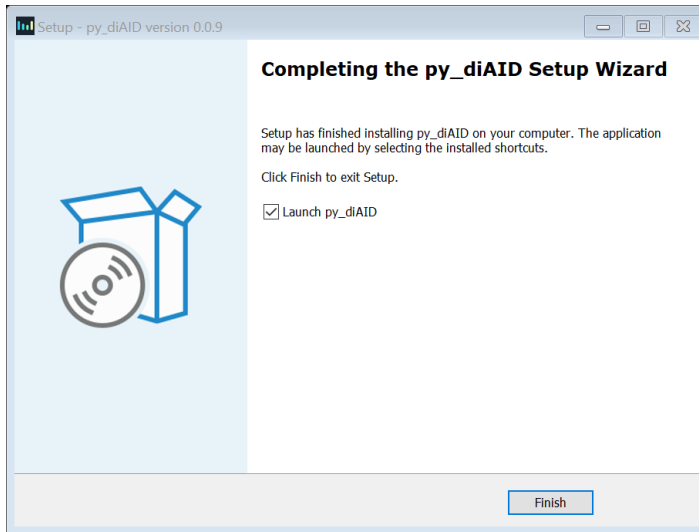 Setup - py_diAID version 0.0.9
Completing the py_diAID Setup Wizard
Setup has finished installing py_diAID on your computer. The application
may be launched by selecting the installed shortcuts.
Click Finish to exit Setup.
Launch py_diAID
Finish